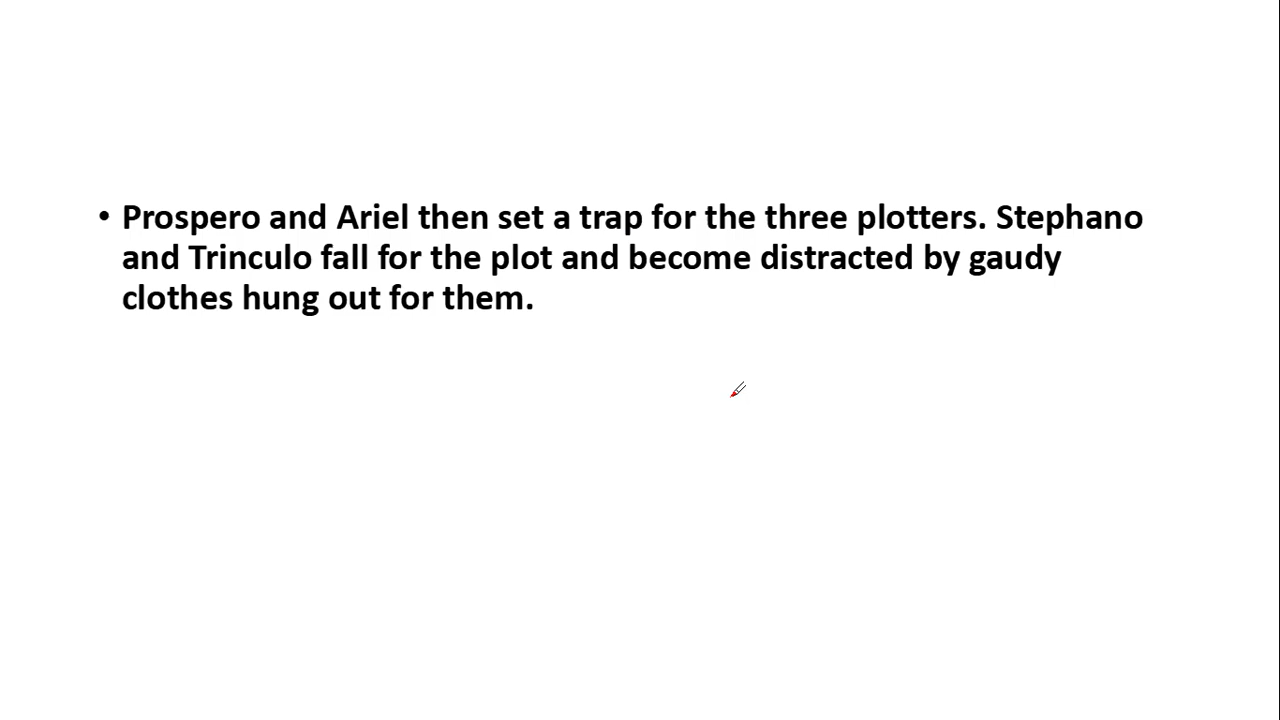 • Prospero and Ariel then set a trap for the three plotters. Stephano
and Trinculo fall for the plot and become distracted by gaudy
clothes hung out for them.